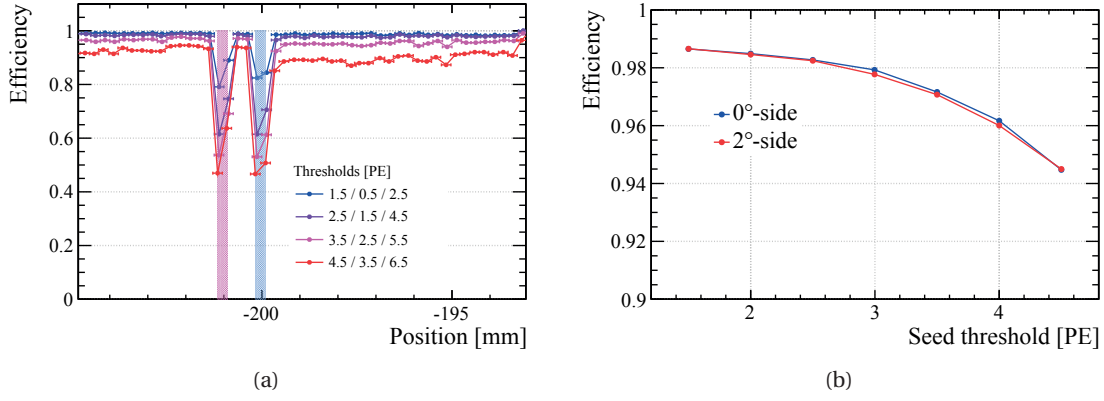 Efficiency
1
0.8
0.6
0.4
0.2
0
Thresholds [PE]
1.5 / 0.5 / 2.5
2.5 / 1.5 / 4.5
3.5 / 2.5 / 5.5
4.5 / 3.5 / 6.5
-200
-195
Position [mm]
(a)
Efficiency
1
0.98
0.96
0.94
0.92
0.9
0°-side
2°-side
2
3
4
Seed threshold [PE]
(b)